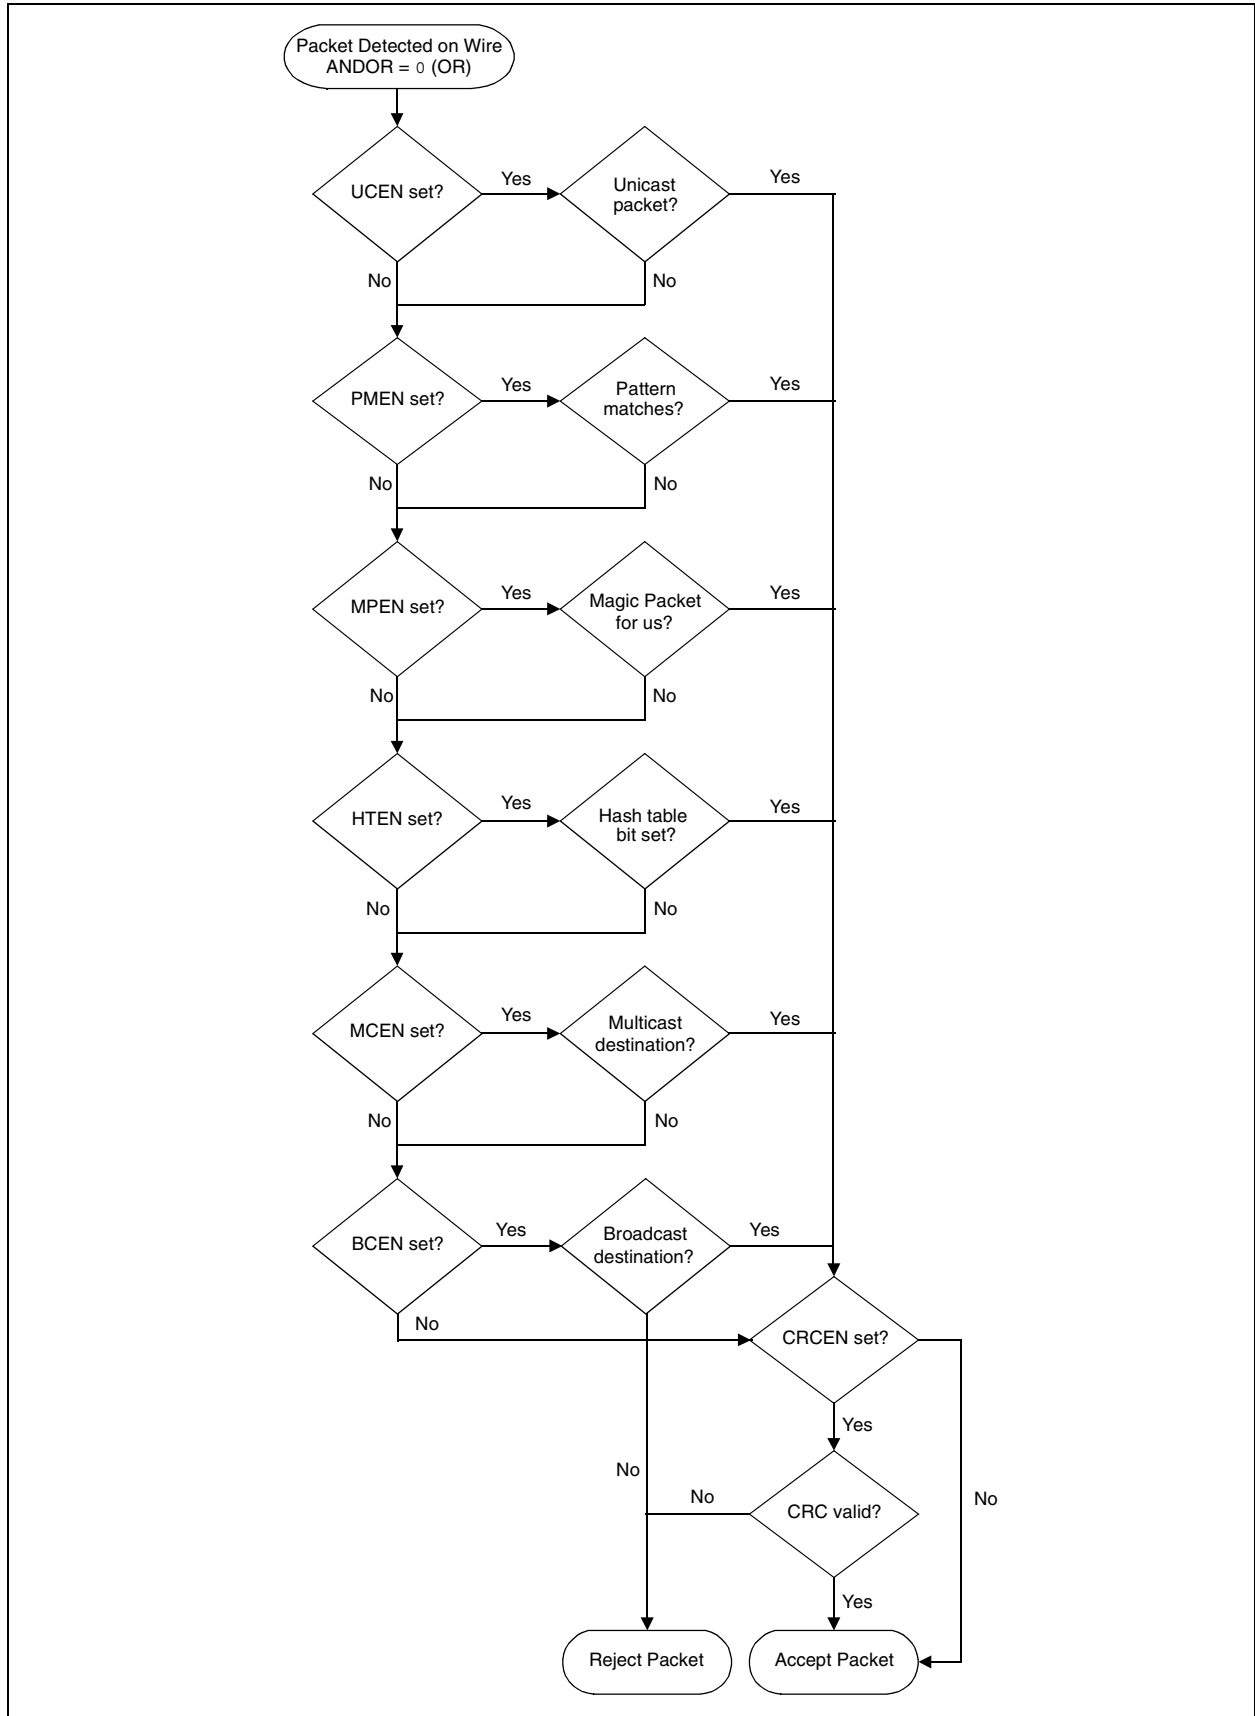 Packet Detected on Wire
ANDOR = 0 (OR)
UCEN set?
Yes
Unicast
packet?
Yes
No
No
PMEN set?
Yes
Pattern
matches?
Yes
No
No
MPEN set?
Yes
Magic Packet
for us?
Yes
No
No
HTEN set?
Yes
Hash table
bit set?
Yes
No
No
MCEN set?
Yes
Multicast
destination?
Yes
No
No
BCEN set?
Yes
Broadcast
destination?
Yes
No
CRCEN set?
Yes
No
No
CRC valid?
No
Yes
Reject Packet
Accept Packet